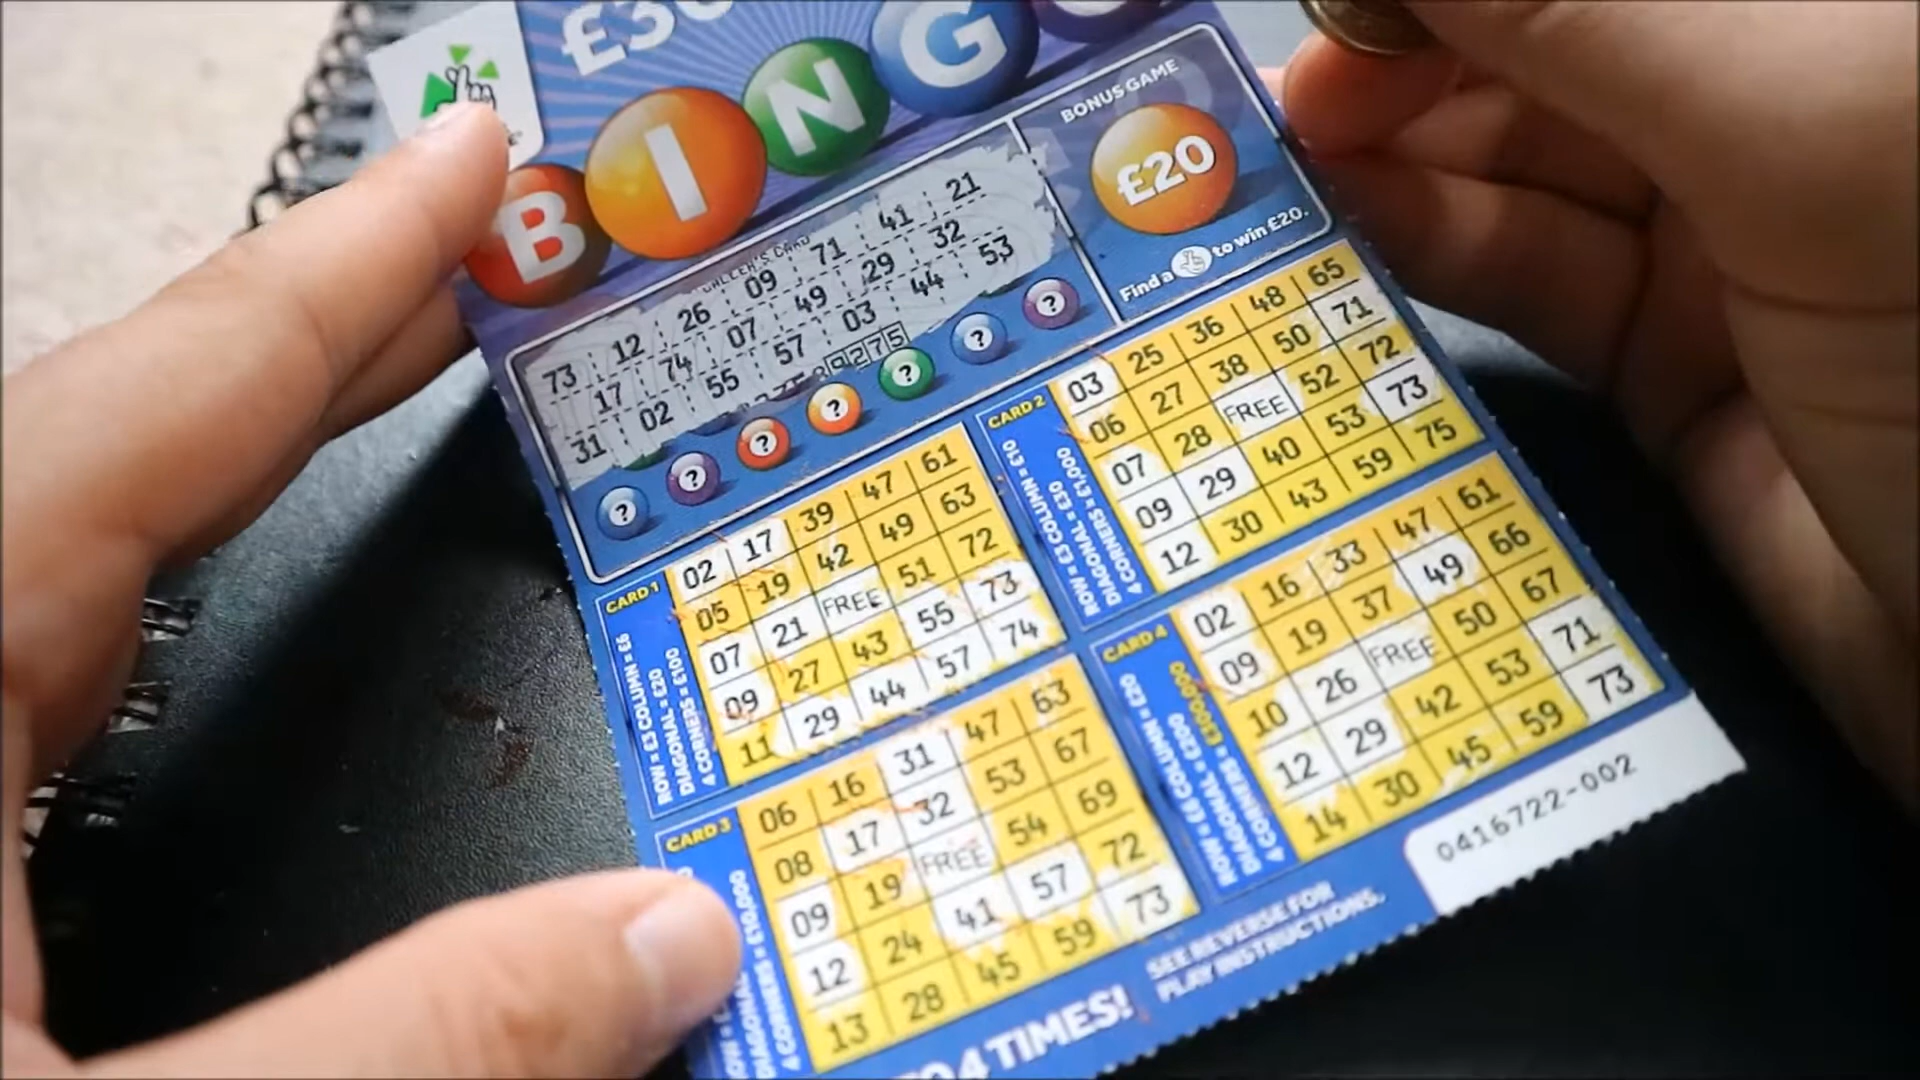 £30
BINGO
BONUS GAME
£20
Find a to win £20.
CALLER'S CARD
73 12 26 09 71 41 21
17 74 07 49 29 32
31 02 55 57 03 44 53
9275
? ? ? ? ? ? ?
CARD 1
ROW = £3 COLUMN = £6
DIAGONAL = £20
4 CORNERS = £100
02 17 39 47 61
05 19 42 49 63
07 21 FREE 51 72
09 27 43 55 73
11 29 44 57 74
CARD 2
ROW = £3 COLUMN = £10
DIAGONAL = £30
4 CORNERS = £1,000
03 25 36 48 65
06 27 38 50 71
07 28 FREE 52 72
09 29 40 53 73
12 30 43 59 75
CARD 3
DIAGONAL
4 CORNERS = £10,000
06 16 31 47 63
08 17 32 53 67
09 19 FREE 54 69
12 24 41 57 72
13 28 45 59 73
CARD 4
ROW = £6 COLUMN = £20
DIAGONAL = £200
4 CORNERS = £300,000
02 16 33 47 61
09 19 37 49 66
10 26 FREE 50 67
12 29 42 53 71
14 30 45 59 73
0416722-002
SEE REVERSE FOR
PLAY INSTRUCTIONS.
4 TIMES!